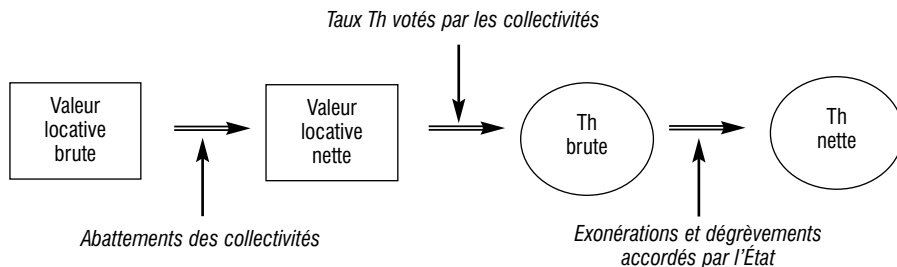 Taux Th votés par les collectivités
Valeur
locative
brute
Valeur
locative
nette
Th
brute
Th
nette
Abattements des collectivités
Exonérations et dégrèvements
accordés par l'État